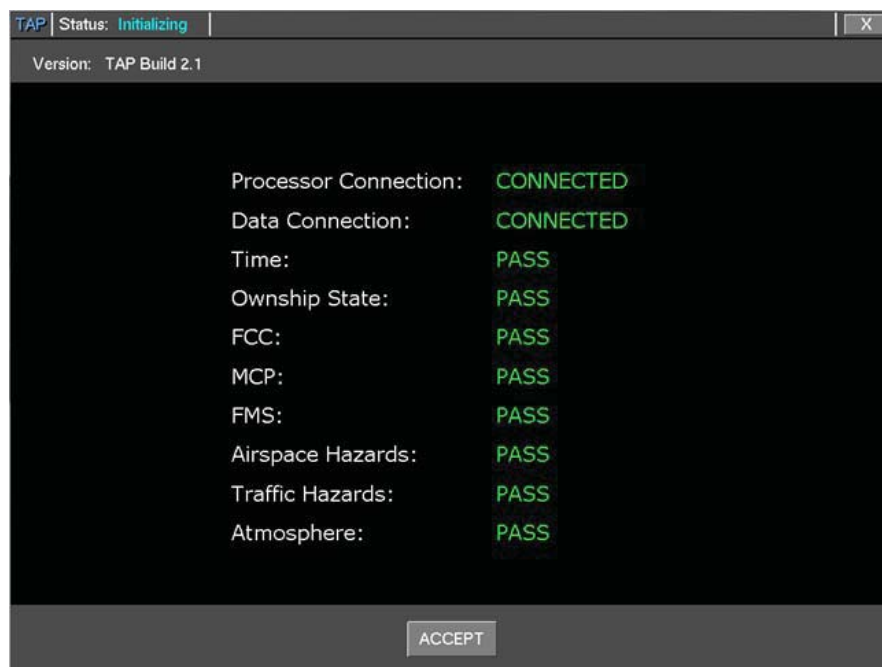 TAP Status: Initializing X
Version: TAP Build 2.1
Processor Connection: CONNECTED
Data Connection: CONNECTED
Time: PASS
Ownship State: PASS
FCC: PASS
MCP: PASS
FMS: PASS
Airspace Hazards: PASS
Traffic Hazards: PASS
Atmosphere: PASS
ACCEPT